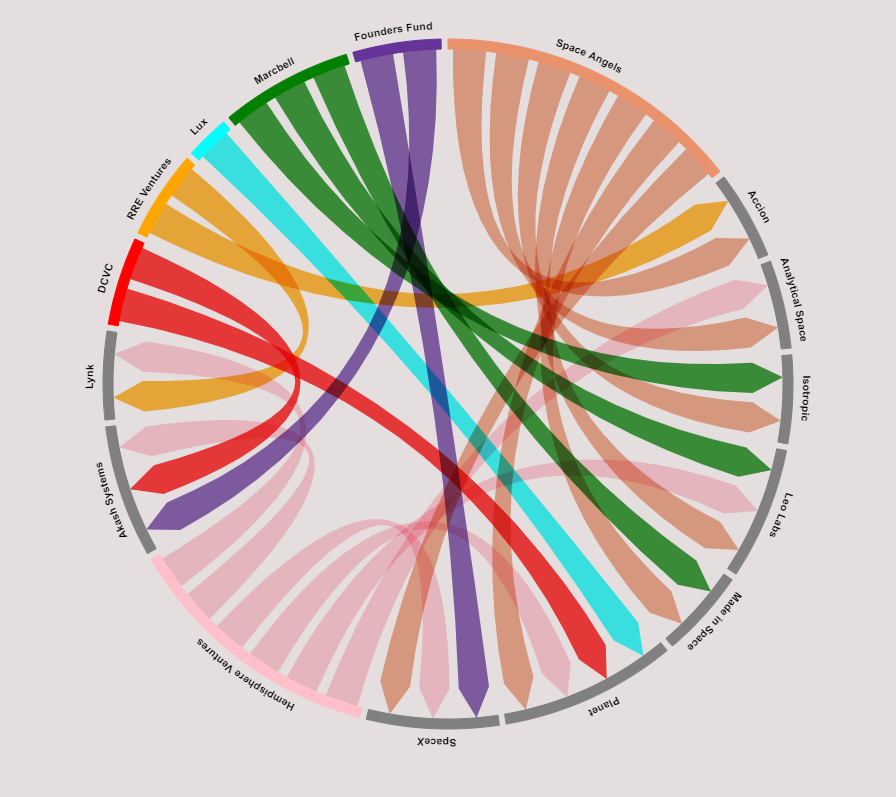 Founders Fund
Space Angels
Accion
Analytical Space
Isotropic
Leo Labs
Made in Space
Planet
SpaceX
Hempisphere Ventures
Akash Systems
Lynk
DCVC
RRE Ventures
Lux
Marcbell